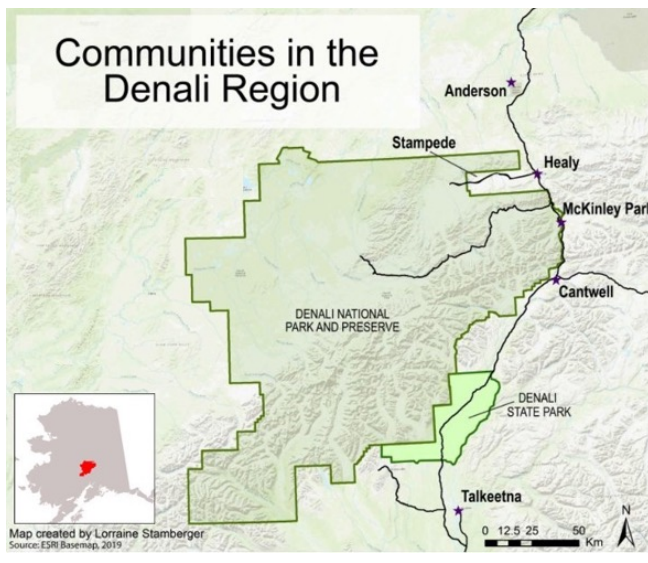 Communities in the
Denali Region
Anderson
Stampede
Healy
McKinley Park
Cantwell
DENALI NATIONAL
PARK AND PRESERVE
DENALI
STATE PARK
Talkeetna
N
0 12.5 25 50
Km
Map created by Lorraine Stamberger
Source: ESRI Basemap, 2019